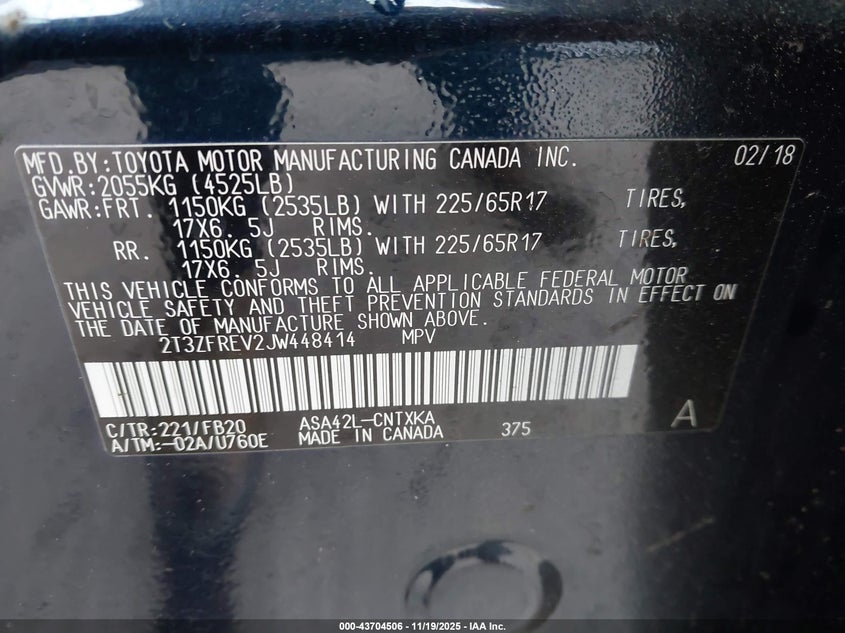 MFD.BY:TOYOTA MOTOR MANUFACTURING CANADA INC. 02/18
GVWR:2055KG (4525LB)
GAWR:FRT. 1150KG (2535LB) WITH 225/65R17 TIRES,
17X6. 5J RIMS.
RR. 1150KG (2535LB) WITH 225/65R17 TIRES,
17X6. 5J RIMS.
THIS VEHICLE CONFORMS TO ALL APPLICABLE FEDERAL MOTOR
VEHICLE SAFETY AND THEFT PREVENTION STANDARDS IN EFFECT ON
THE DATE OF MANUFACTURE SHOWN ABOVE.
2T3ZFREV2JW448414 MPV
C/TR:221/FB20 ASA42L-CNTXKA A
A/TM:-02A/U760E MADE IN CANADA 375
000-43704506 - 11/19/2025 - IAA Inc.